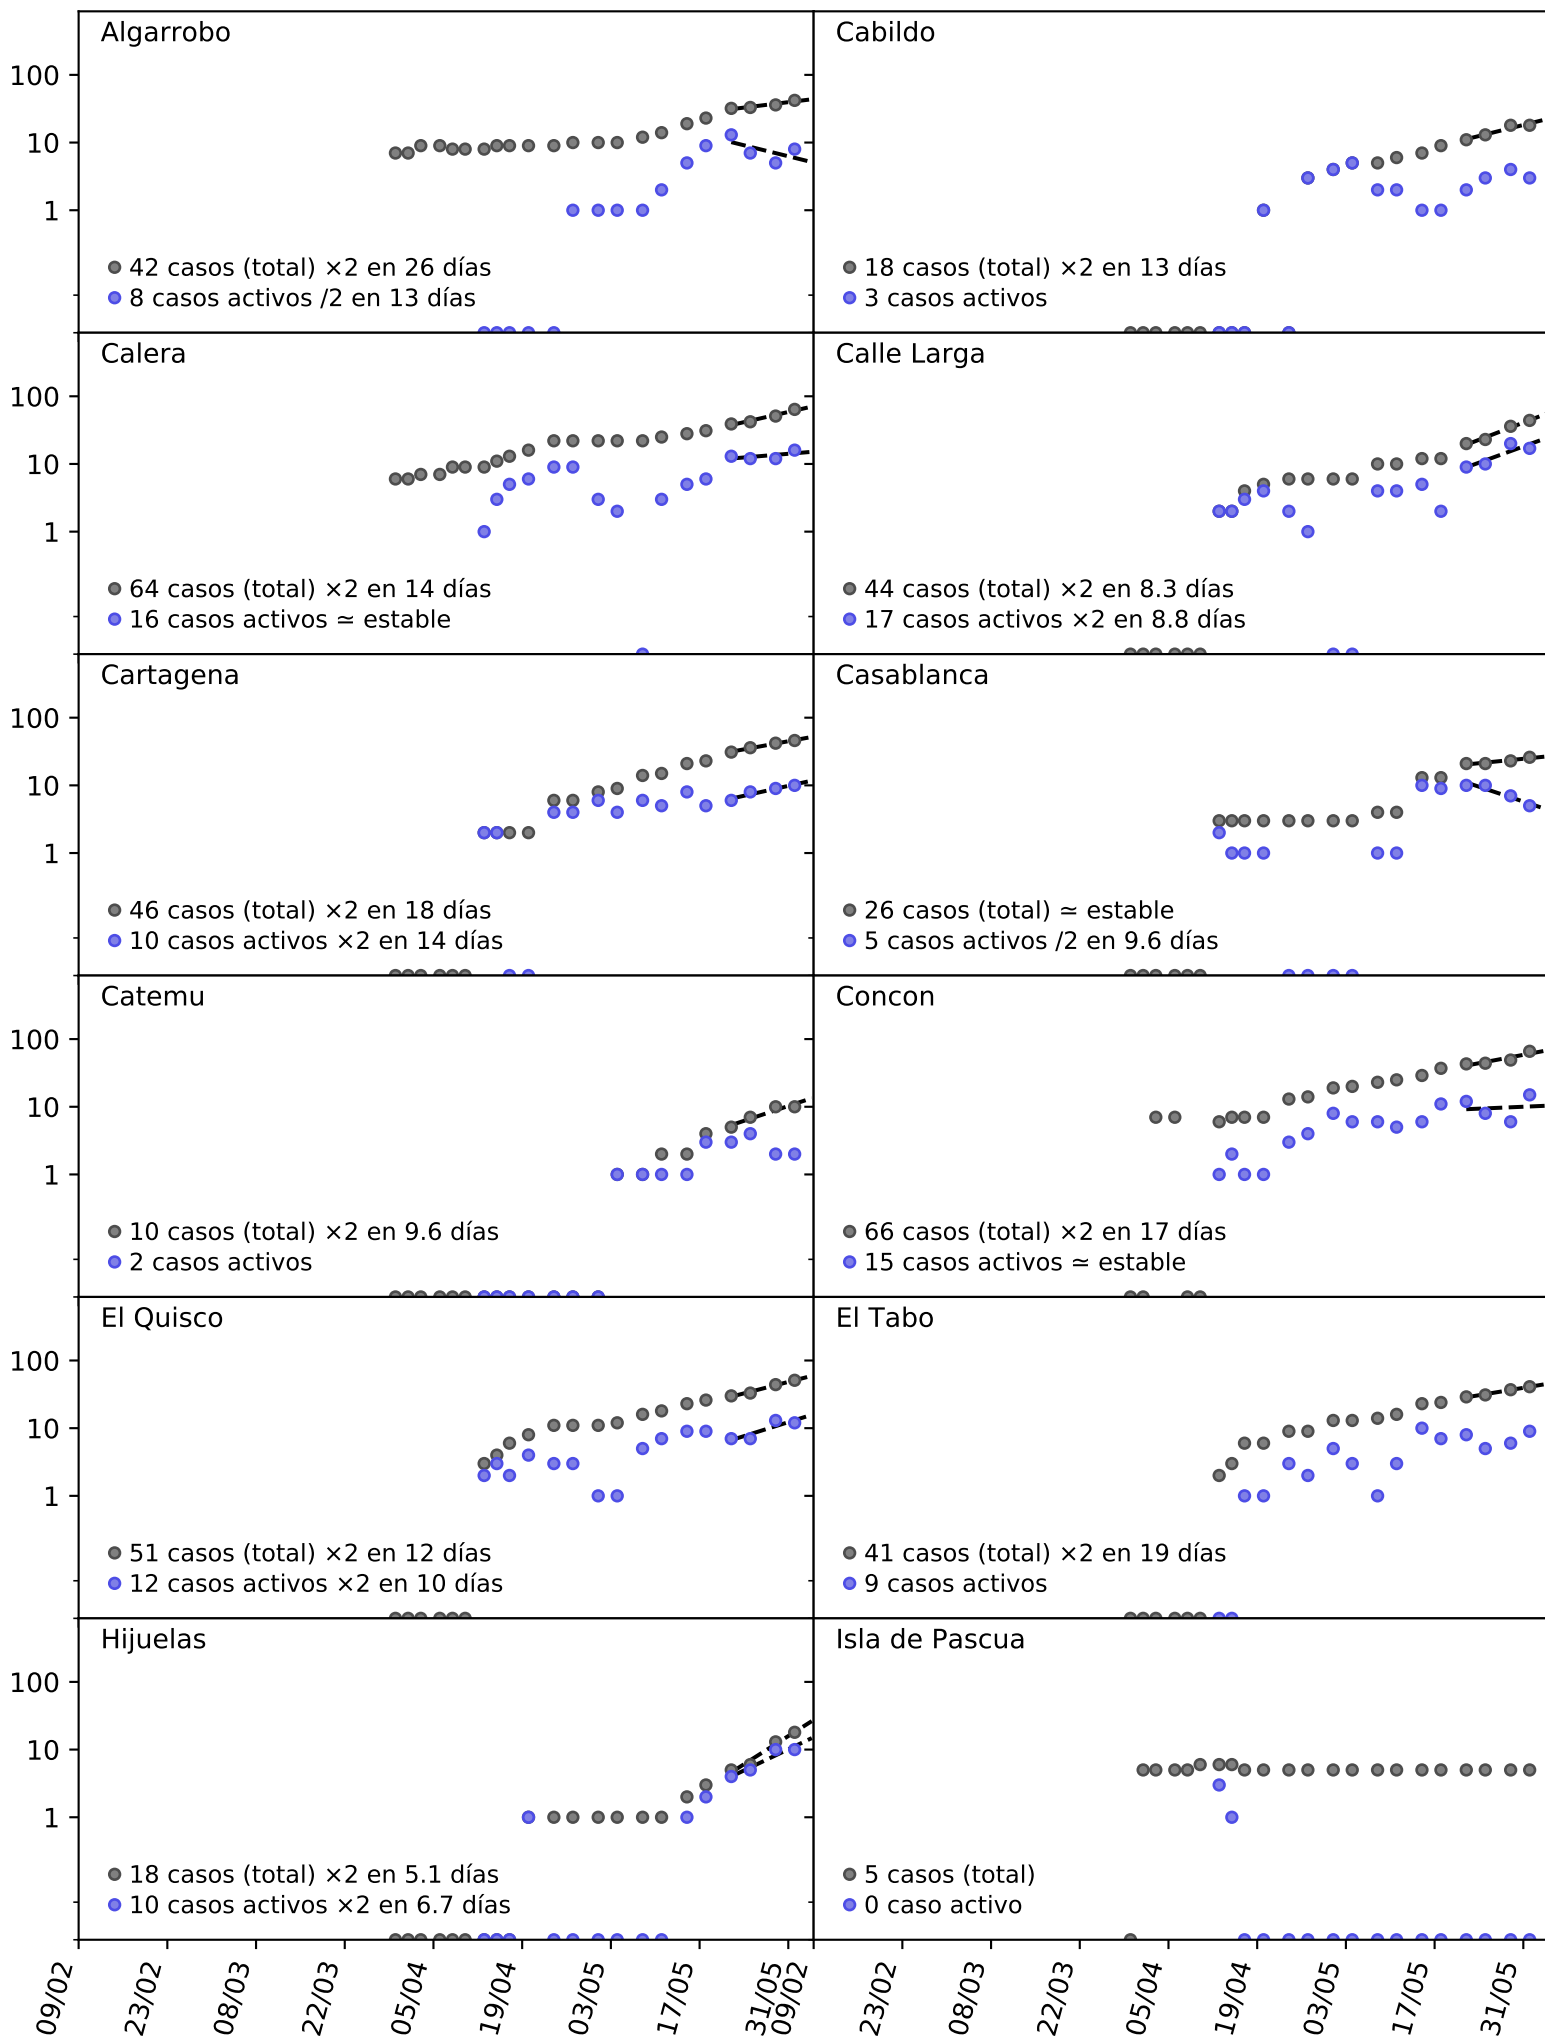 Algarrobo
Cabildo
100
10
1
42 casos (total) ×2 en 26 días
8 casos activos /2 en 13 días
18 casos (total) ×2 en 13 días
3 casos activos
Calera
Calle Larga
100
10
1
64 casos (total) ×2 en 14 días
16 casos activos ≃ estable
44 casos (total) ×2 en 8.3 días
17 casos activos ×2 en 8.8 días
Cartagena
Casablanca
100
10
1
46 casos (total) ×2 en 18 días
10 casos activos ×2 en 14 días
26 casos (total) ≃ estable
5 casos activos /2 en 9.6 días
Catemu
Concon
100
10
1
10 casos (total) ×2 en 9.6 días
2 casos activos
66 casos (total) ×2 en 17 días
15 casos activos ≃ estable
El Quisco
El Tabo
100
10
1
51 casos (total) ×2 en 12 días
12 casos activos ×2 en 10 días
41 casos (total) ×2 en 19 días
9 casos activos
Hijuelas
Isla de Pascua
100
10
1
18 casos (total) ×2 en 5.1 días
10 casos activos ×2 en 6.7 días
5 casos (total)
0 caso activo
09/02
23/02
08/03
22/03
05/04
19/04
03/05
17/05
31/05
09/02
23/02
08/03
22/03
05/04
19/04
03/05
17/05
31/05